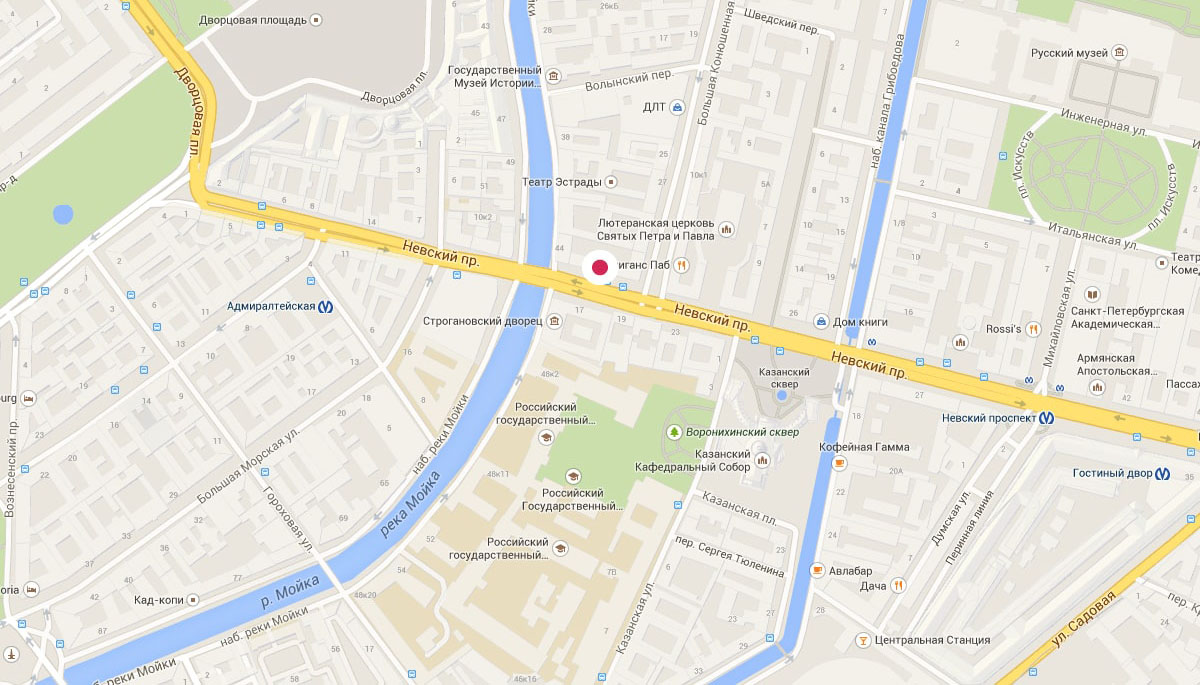 Дворцовая площадь
Шведский пер.
Русский музей
Государственный
Музей Истории...
Волынский пер.
Дворцовая пл.
Дворцовая пл.
ДЛТ
Большая Конюшенная
наб. канала Грибоедова
Инженерная ул.
пл. Искусств
пл. Искусств
Театр Эстрады
Лютеранская церковь
Святых Петра и Павла
Итальянская ул.
Невский пр.
иганс Паб
Театр
Коме
Адмиралтейская
Строгановский дворец
Невский пр.
Дом книги
Rossi's
Михайловская ул.
Санкт-Петербургская
Академическая...
Невский пр.
Казанский
сквер
Армянская
Апостольская...
Пассаж
Российский
государственный...
Невский проспект
Воронихинский сквер
Кофейная Гамма
Казанский
Кафедральный Собор
Гостиный двор
Вознесенский пр.
Большая Морская ул.
наб. реки Мойки
река Мойка
Гороховая ул.
Российский
Государственный...
Казанская пл.
Думская ул.
Перинная линия
Российский
государственный...
пер. Сергея Тюленина
Авлабар
Дача
р. Мойка
Кад-копи
наб. реки Мойки
Казанская ул.
Центральная Станция
ул. Садовая
наб. реки Мойки